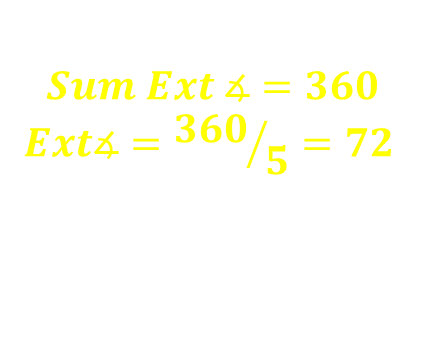 Sum Ext ∡ = 360
Ext∡ = 360/5 = 72